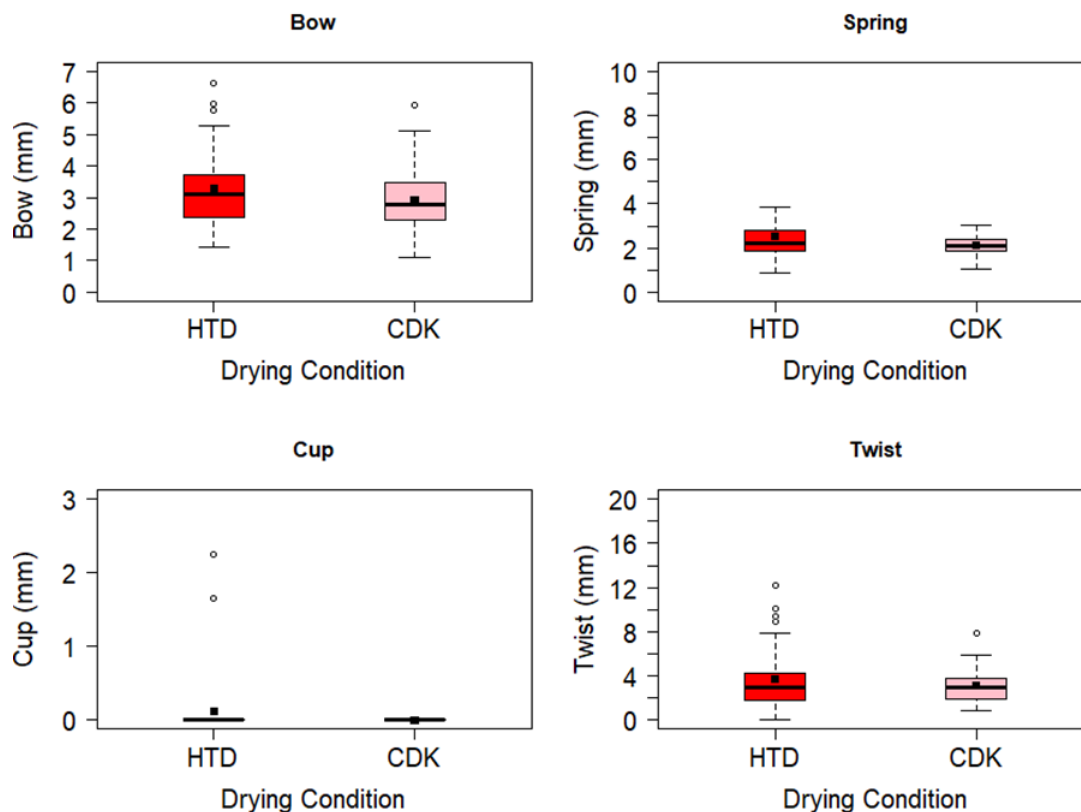 Bow
Bow (mm)
7
6
5
4
3
2
1
0
HTD CDK
Drying Condition
Spring
Spring (mm)
10
8
6
4
2
0
HTD CDK
Drying Condition
Cup
Cup (mm)
3
2
1
0
HTD CDK
Drying Condition
Twist
Twist (mm)
20
16
12
8
4
0
HTD CDK
Drying Condition